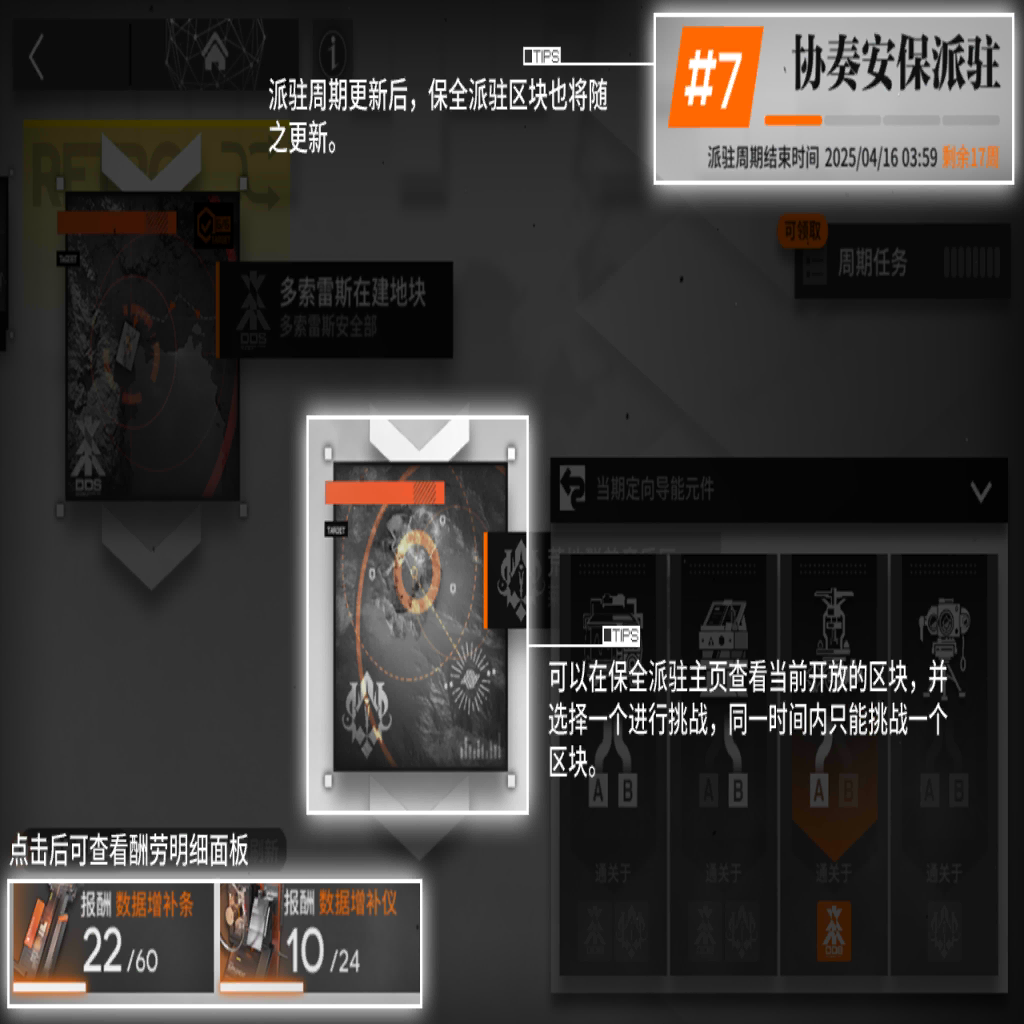 TIPS
#7
协奏安保派驻
派驻周期结束时间 2025/04/16 03:59 剩余17周
派驻周期更新后，保全派驻区块也将随
之更新。
可领取
周期任务
TARGET
多索雷斯在建地块
多索雷斯安全部
DDS
DDS
当期定向导能元件
TARGET
TIPS
可以在保全派驻主页查看当前开放的区块，并
选择一个进行挑战，同一时间内只能挑战一个
区块。
A B
A B
A B
A B
通关于
通关于
通关于
通关于
DDS
点击后可查看酬劳明细面板
报酬 数据增补条
22/60
报酬 数据增补仪
10/24